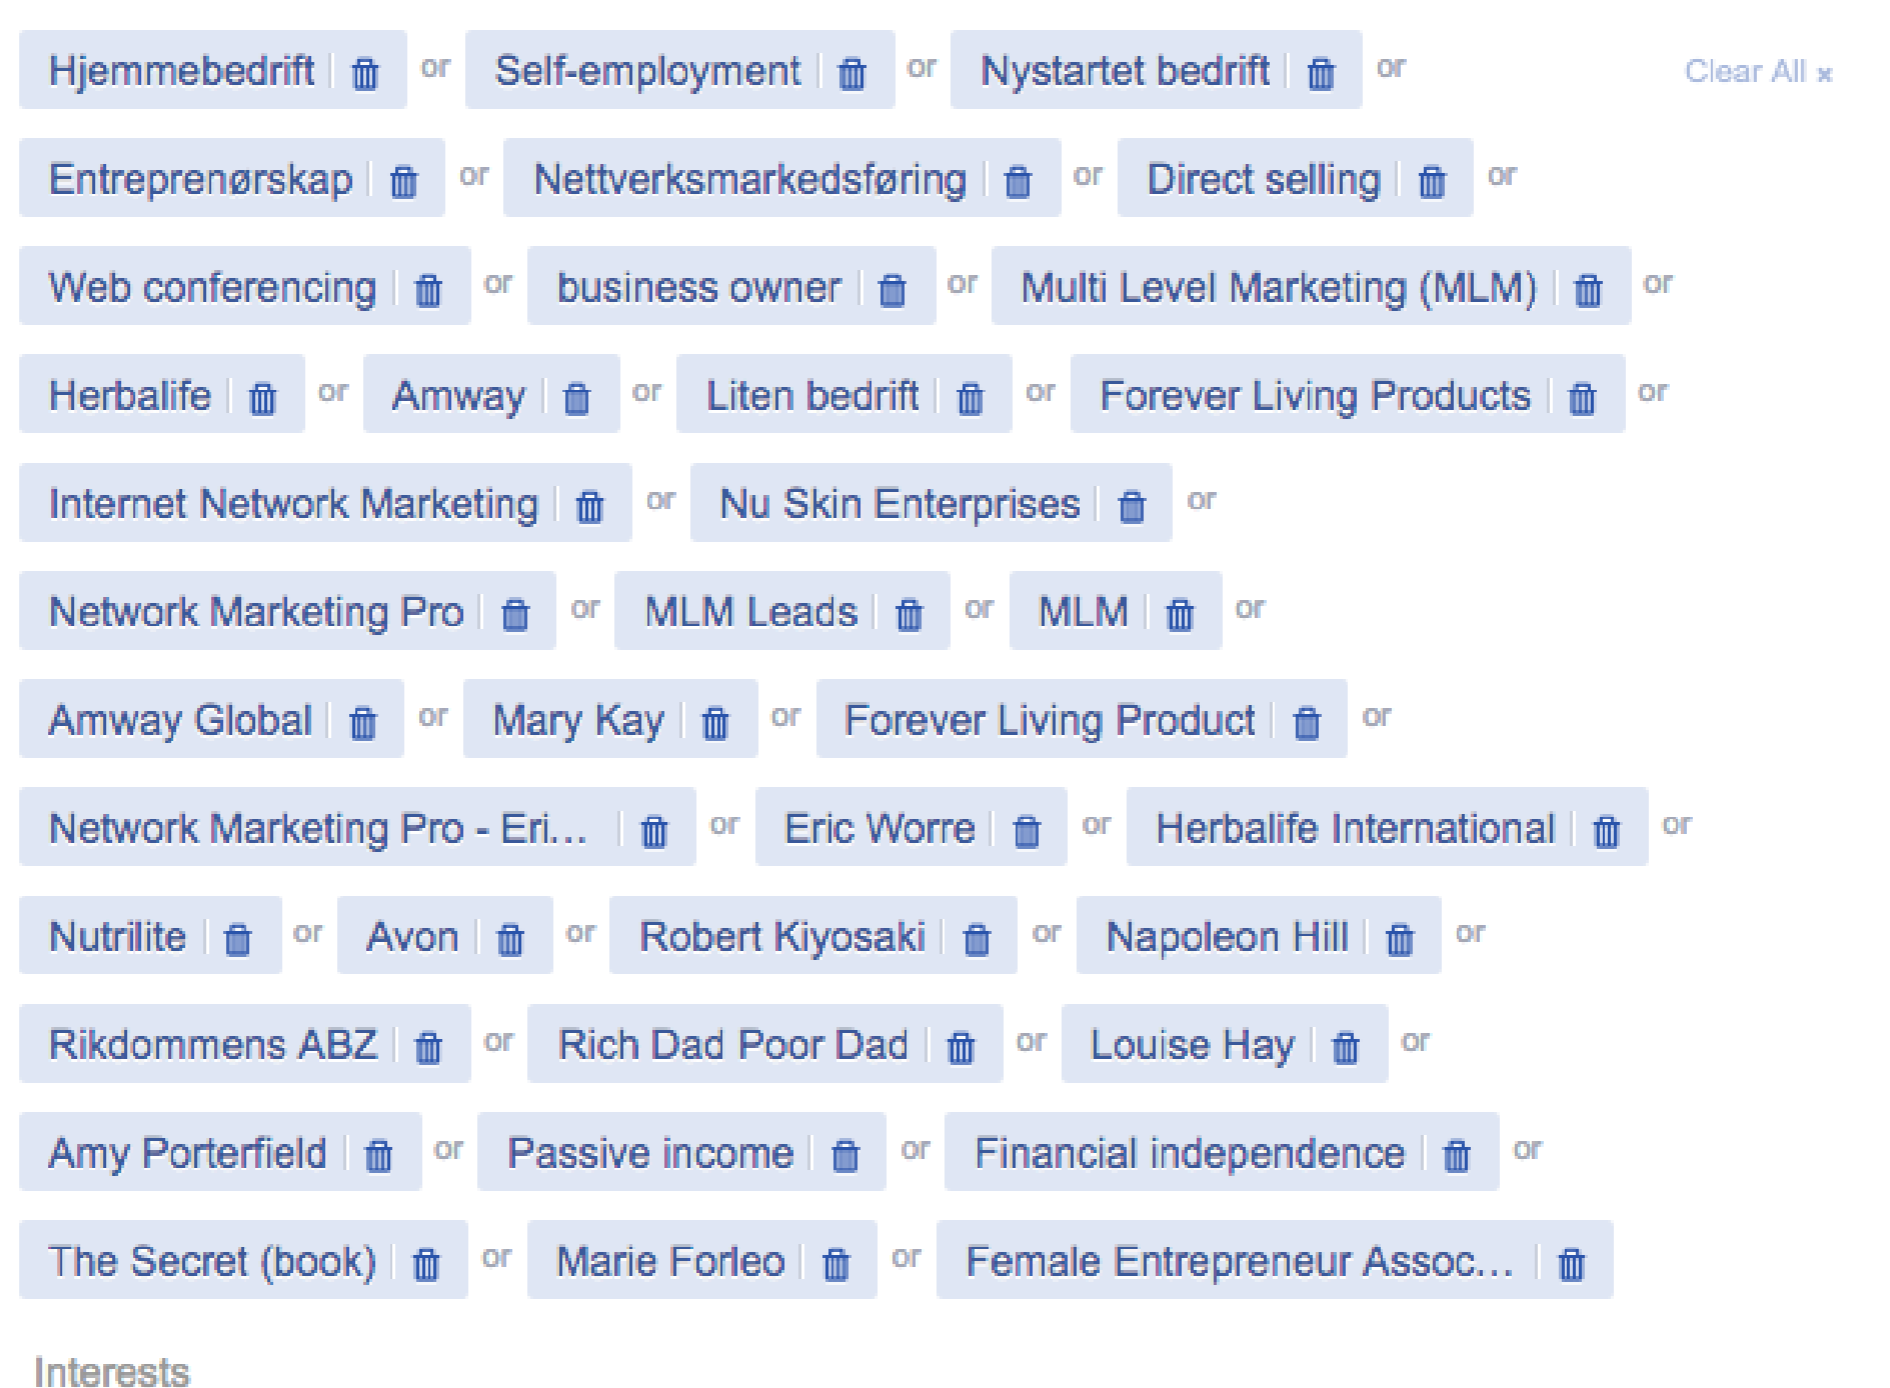 Hjemmebedrift or Self-employment or Nystartet bedrift or Clear All ×
Entreprenørskap or Nettverksmarkedsføring or Direct selling or
Web conferencing or business owner or Multi Level Marketing (MLM) or
Herbalife or Amway or Liten bedrift or Forever Living Products or
Internet Network Marketing or Nu Skin Enterprises or
Network Marketing Pro or MLM Leads or MLM or
Amway Global or Mary Kay or Forever Living Product or
Network Marketing Pro - Eri... or Eric Worre or Herbalife International or
Nutrilite or Avon or Robert Kiyosaki or Napoleon Hill or
Rikdommens ABZ or Rich Dad Poor Dad or Louise Hay or
Amy Porterfield or Passive income or Financial independence or
The Secret (book) or Marie Forleo or Female Entrepreneur Assoc...
Interests